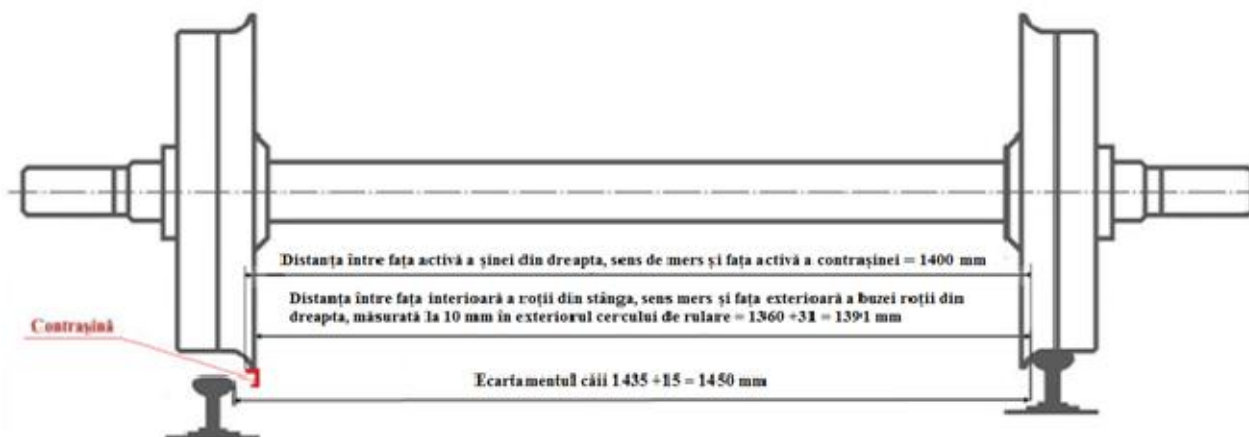 Distanța între fața activă a șinei din dreapta, sens de mers și fața activă a contrașinei = 1400 mm
Distanța între fața interioară a roții din stânga, sens mers și fața exterioară a buzei roții din
dreapta, măsurată la 10 mm în exteriorul cercului de rulare = 1360 +31 = 1391 mm
Contrașină
Ecartamentul căii 1435 +15 = 1450 mm